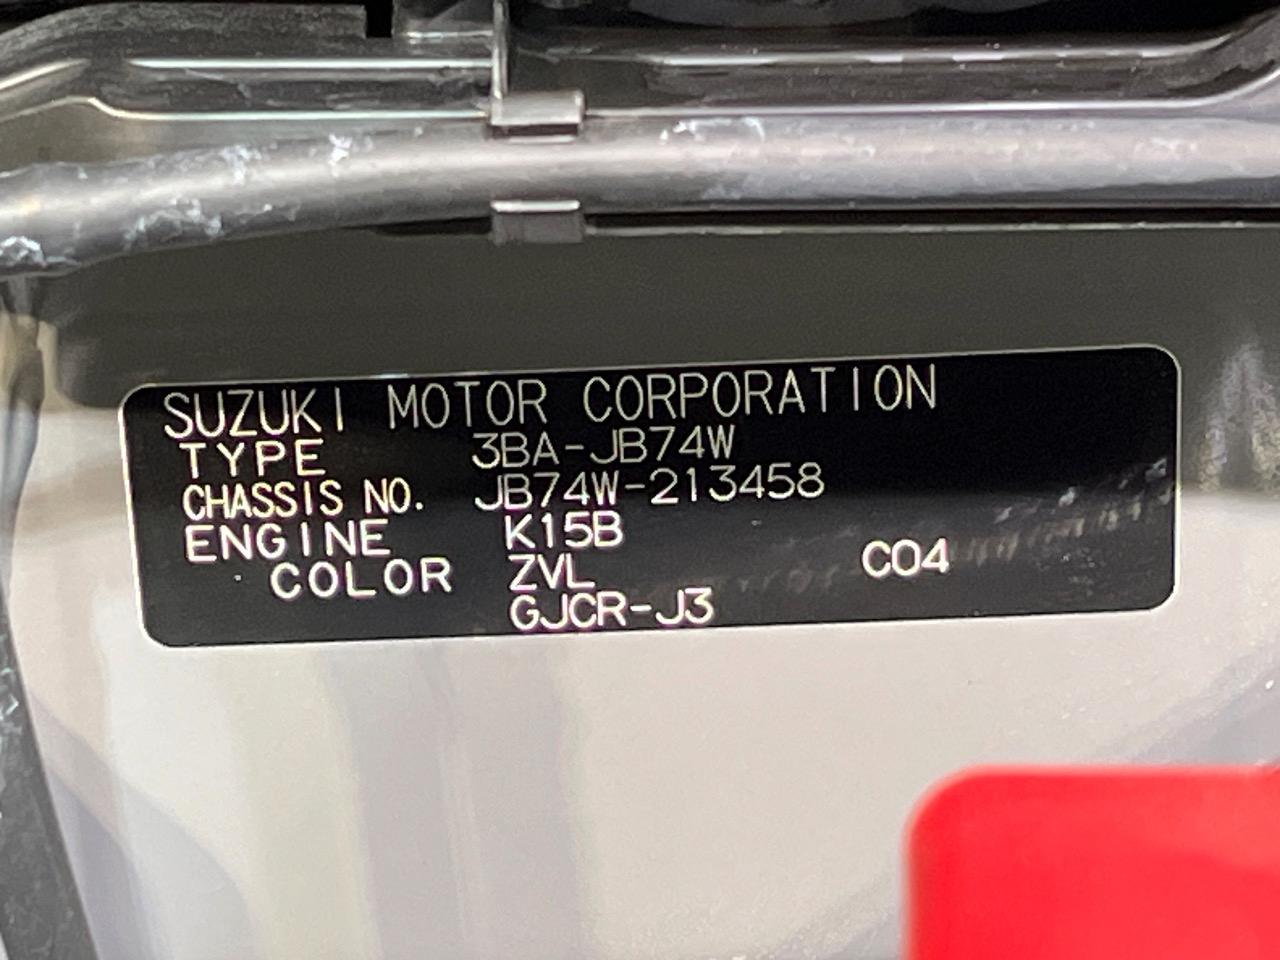 SUZUKI MOTOR CORPORATION
TYPE 3BA-JB74W
CHASSIS NO. JB74W-213458
ENGINE K15B
COLOR ZVL C04
GJCR-J3